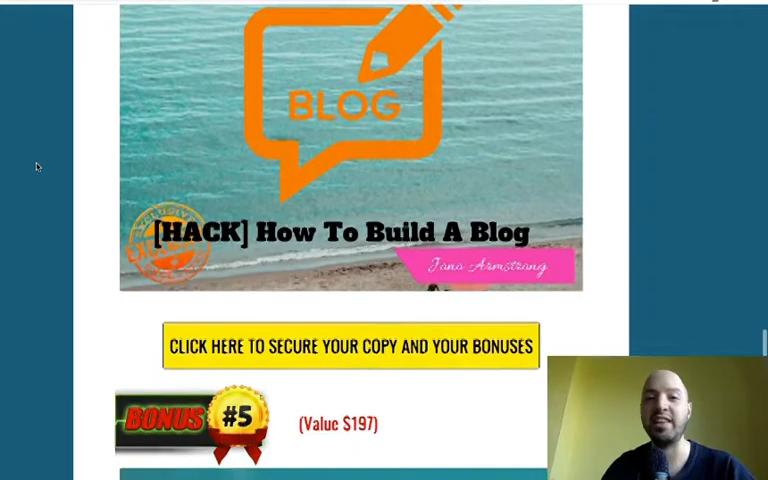 BLOG
EXCLUSIVE
[HACK] How To Build A Blog
Jana Armstrong
CLICK HERE TO SECURE YOUR COPY AND YOUR BONUSES
BONUS #5
(Value $197)